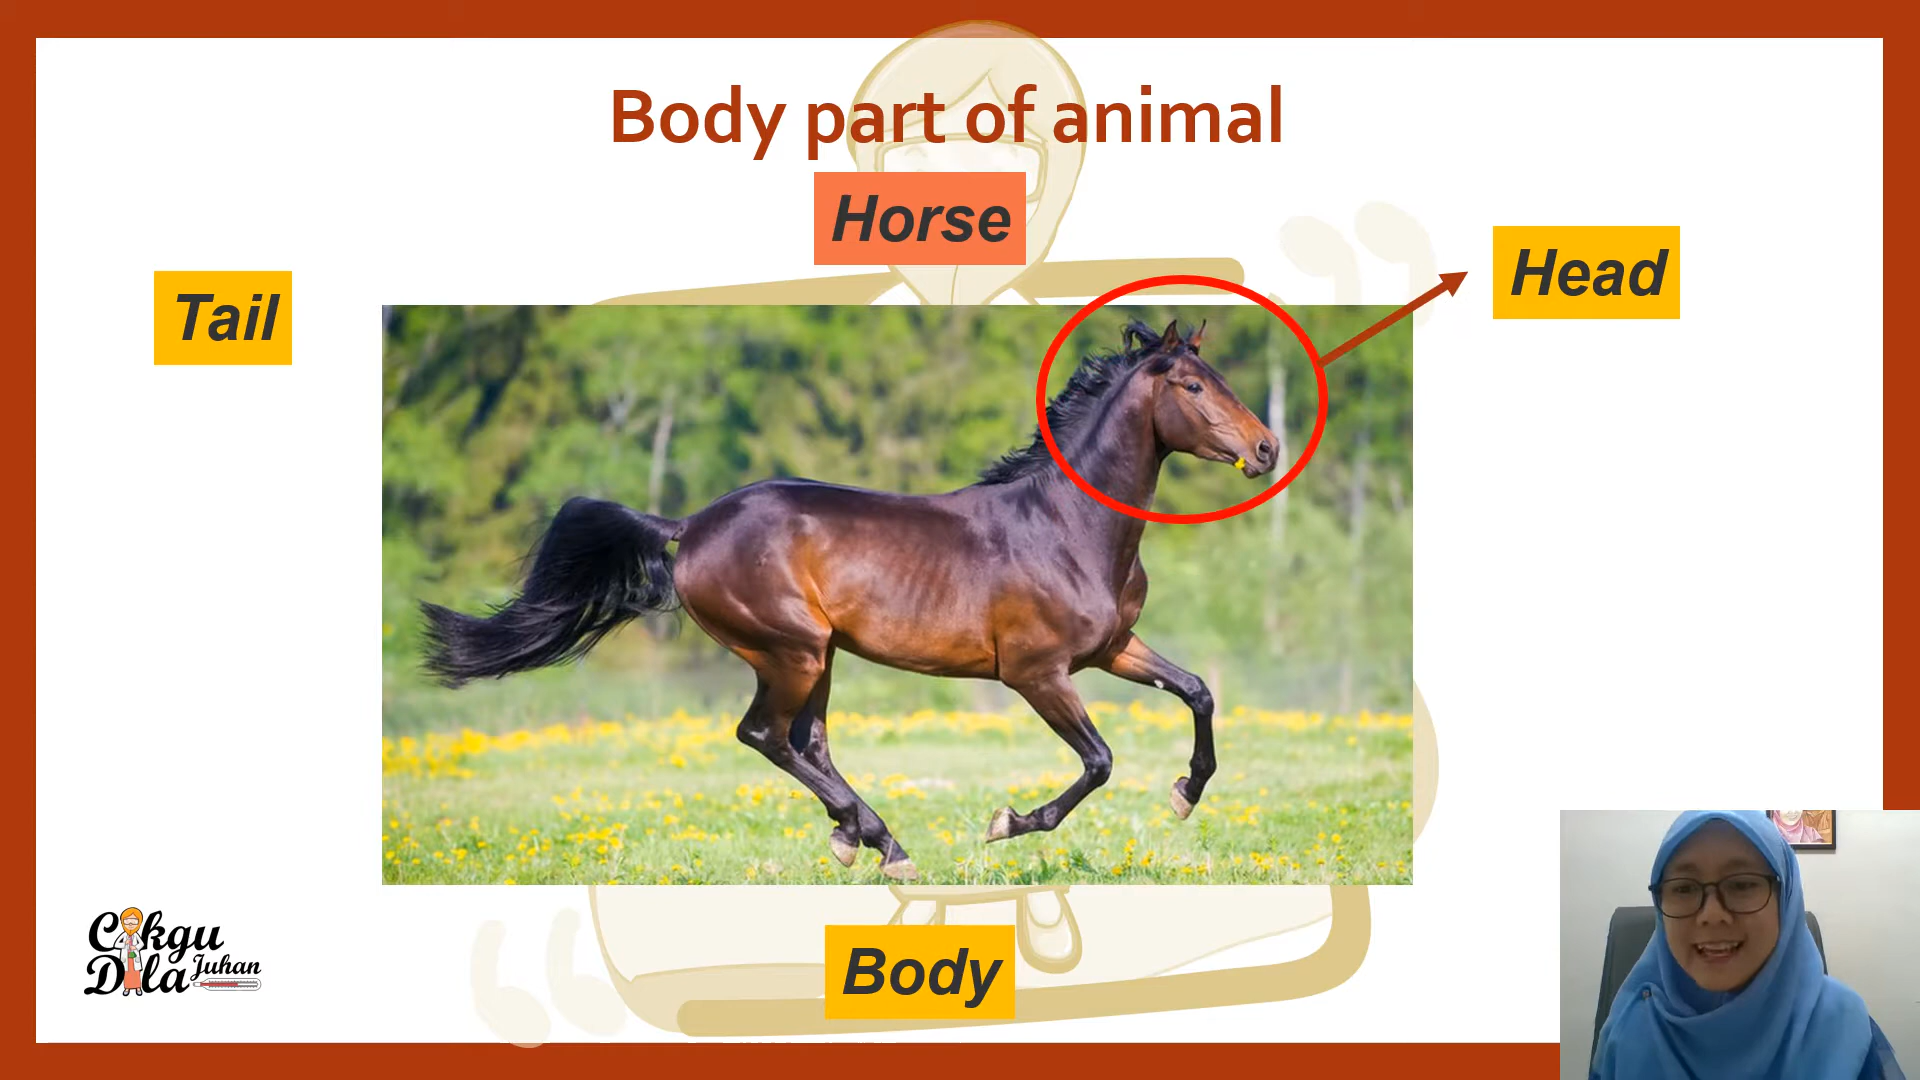 Body part of animal
Horse
Head
Tail
Body
Cikgu
Dila Juhan